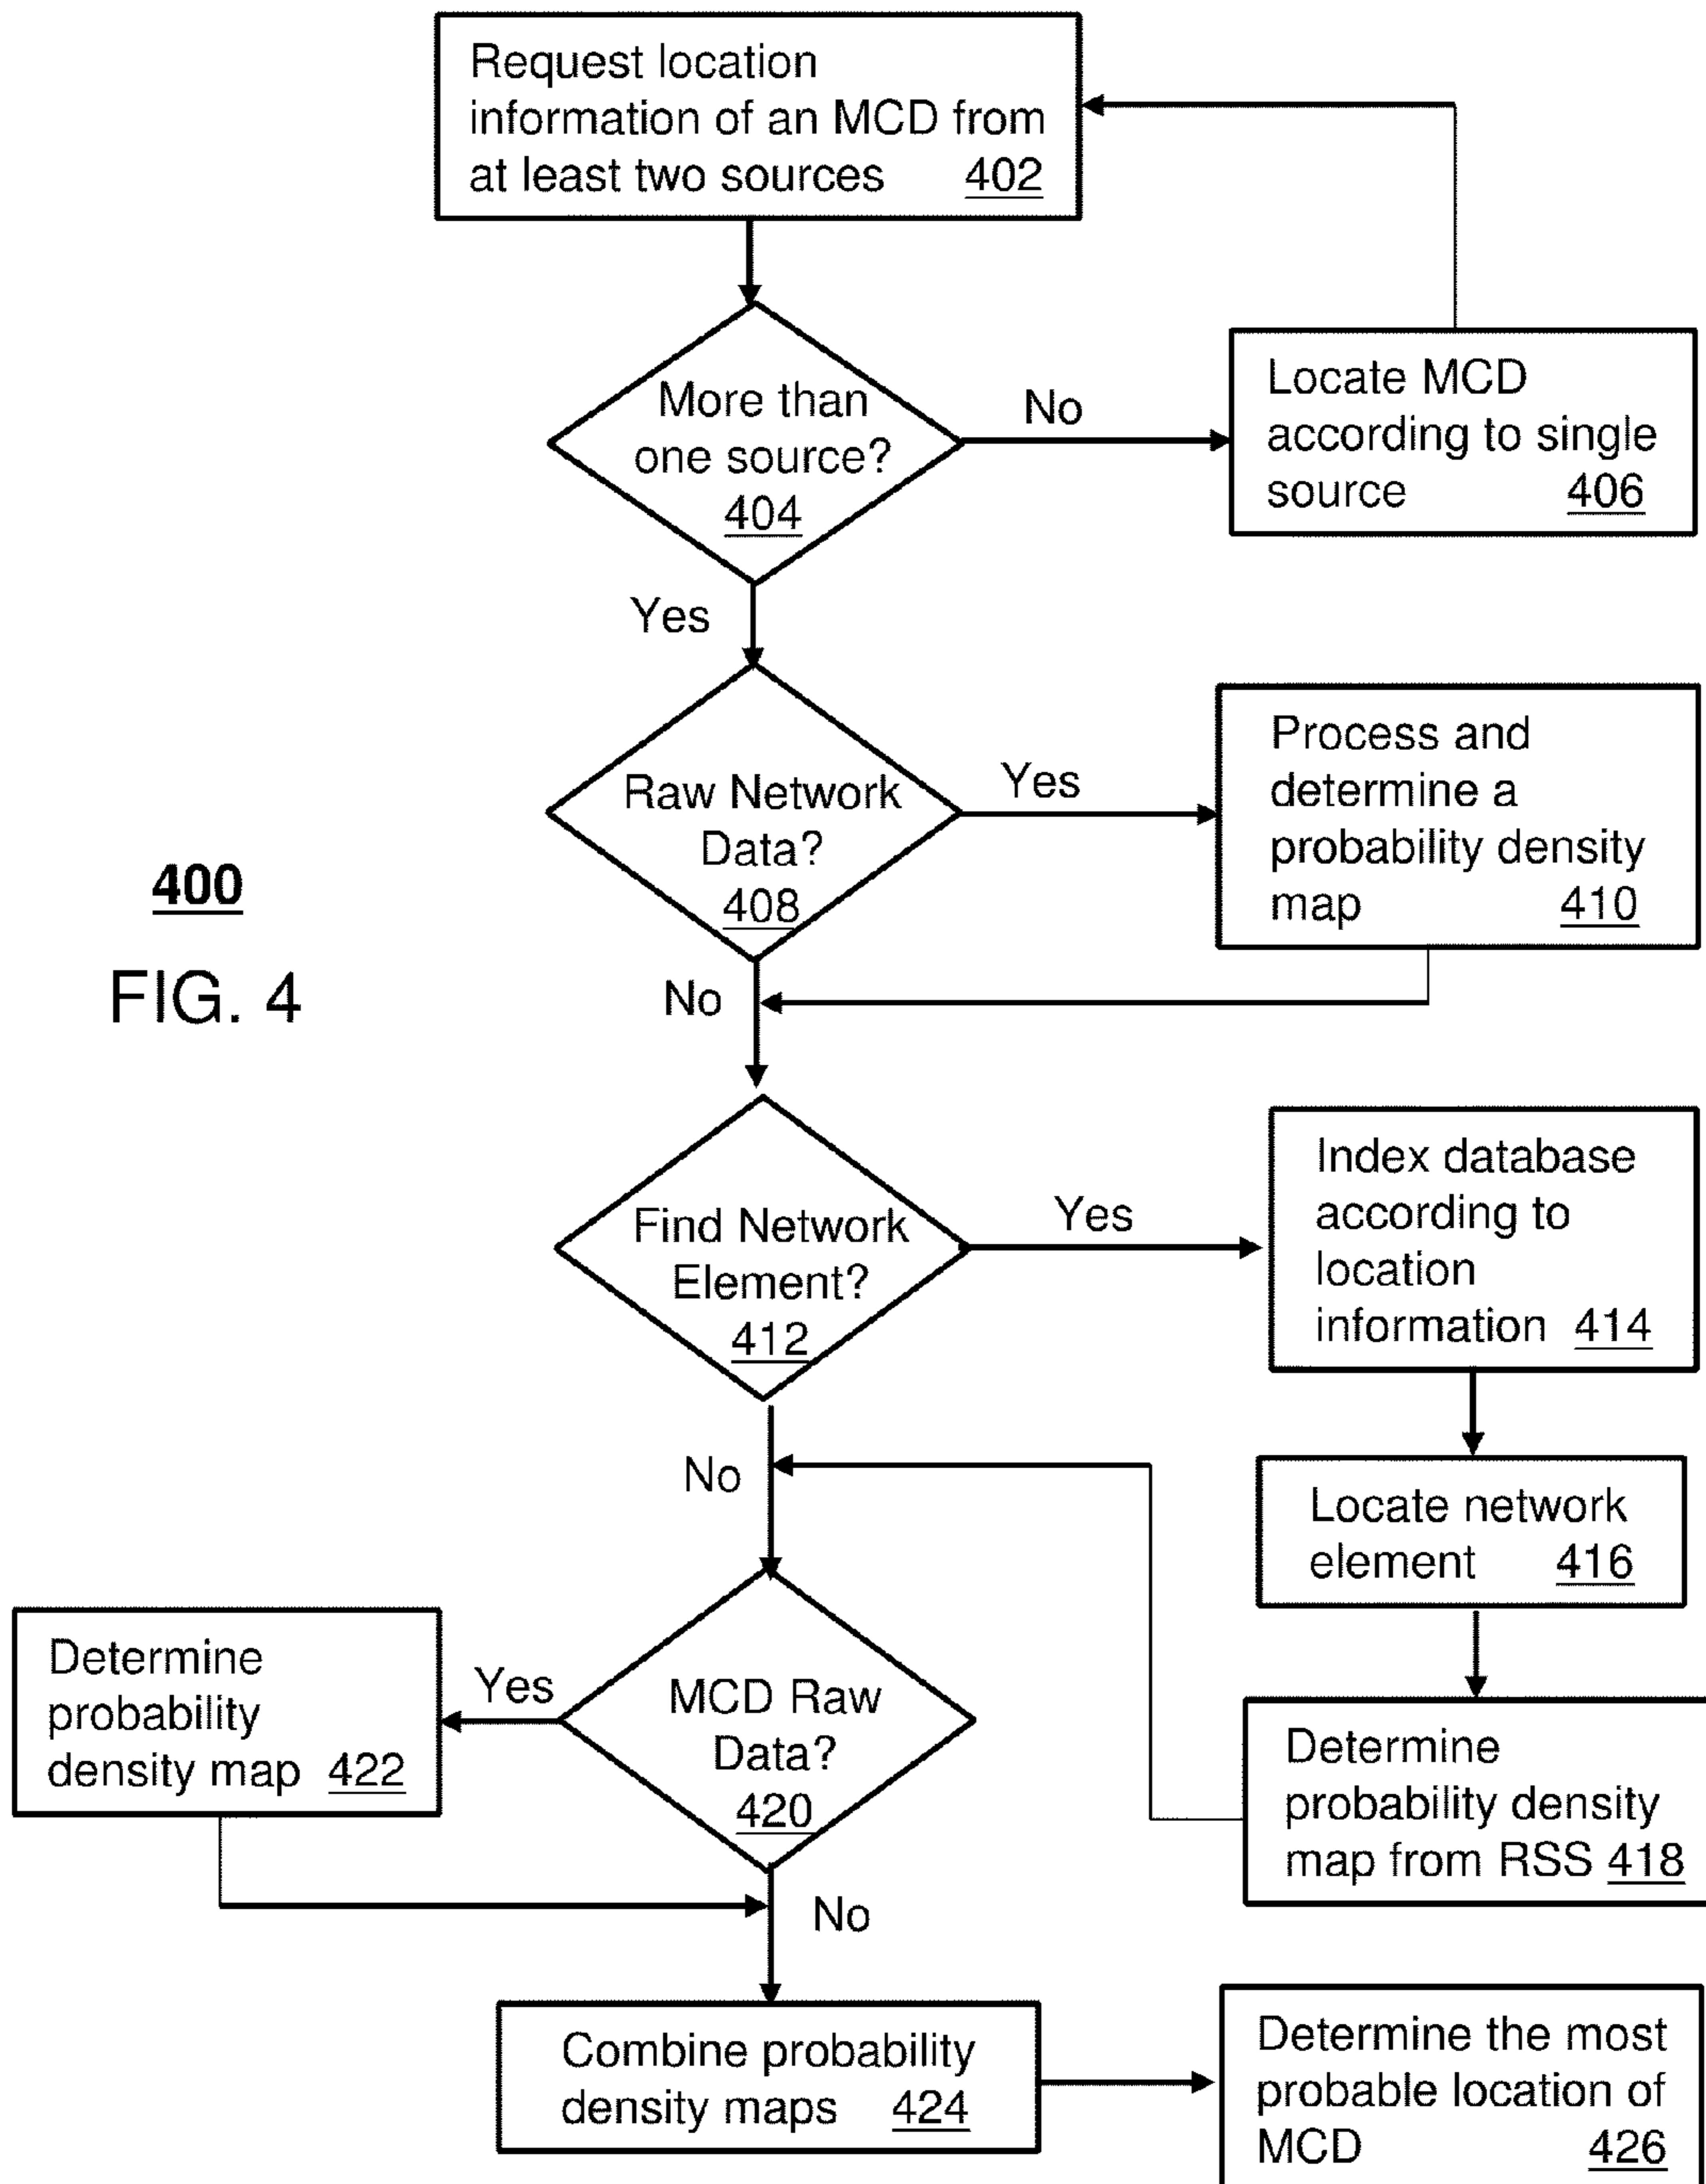 Request location
information of an MCD from
at least two sources 402
More than
one source?
404
No
Locate MCD
according to single
source 406
Yes
Raw Network
Data?
408
Yes
Process and
determine a
probability density
map 410
400
FIG. 4
No
Find Network
Element?
412
Yes
Index database
according to
location
information 414
No
Locate network
element 416
Determine
probability
density map 422
Yes
MCD Raw
Data?
420
Determine
probability density
map from RSS 418
No
Combine probability
density maps 424
Determine the most
probable location of
MCD 426